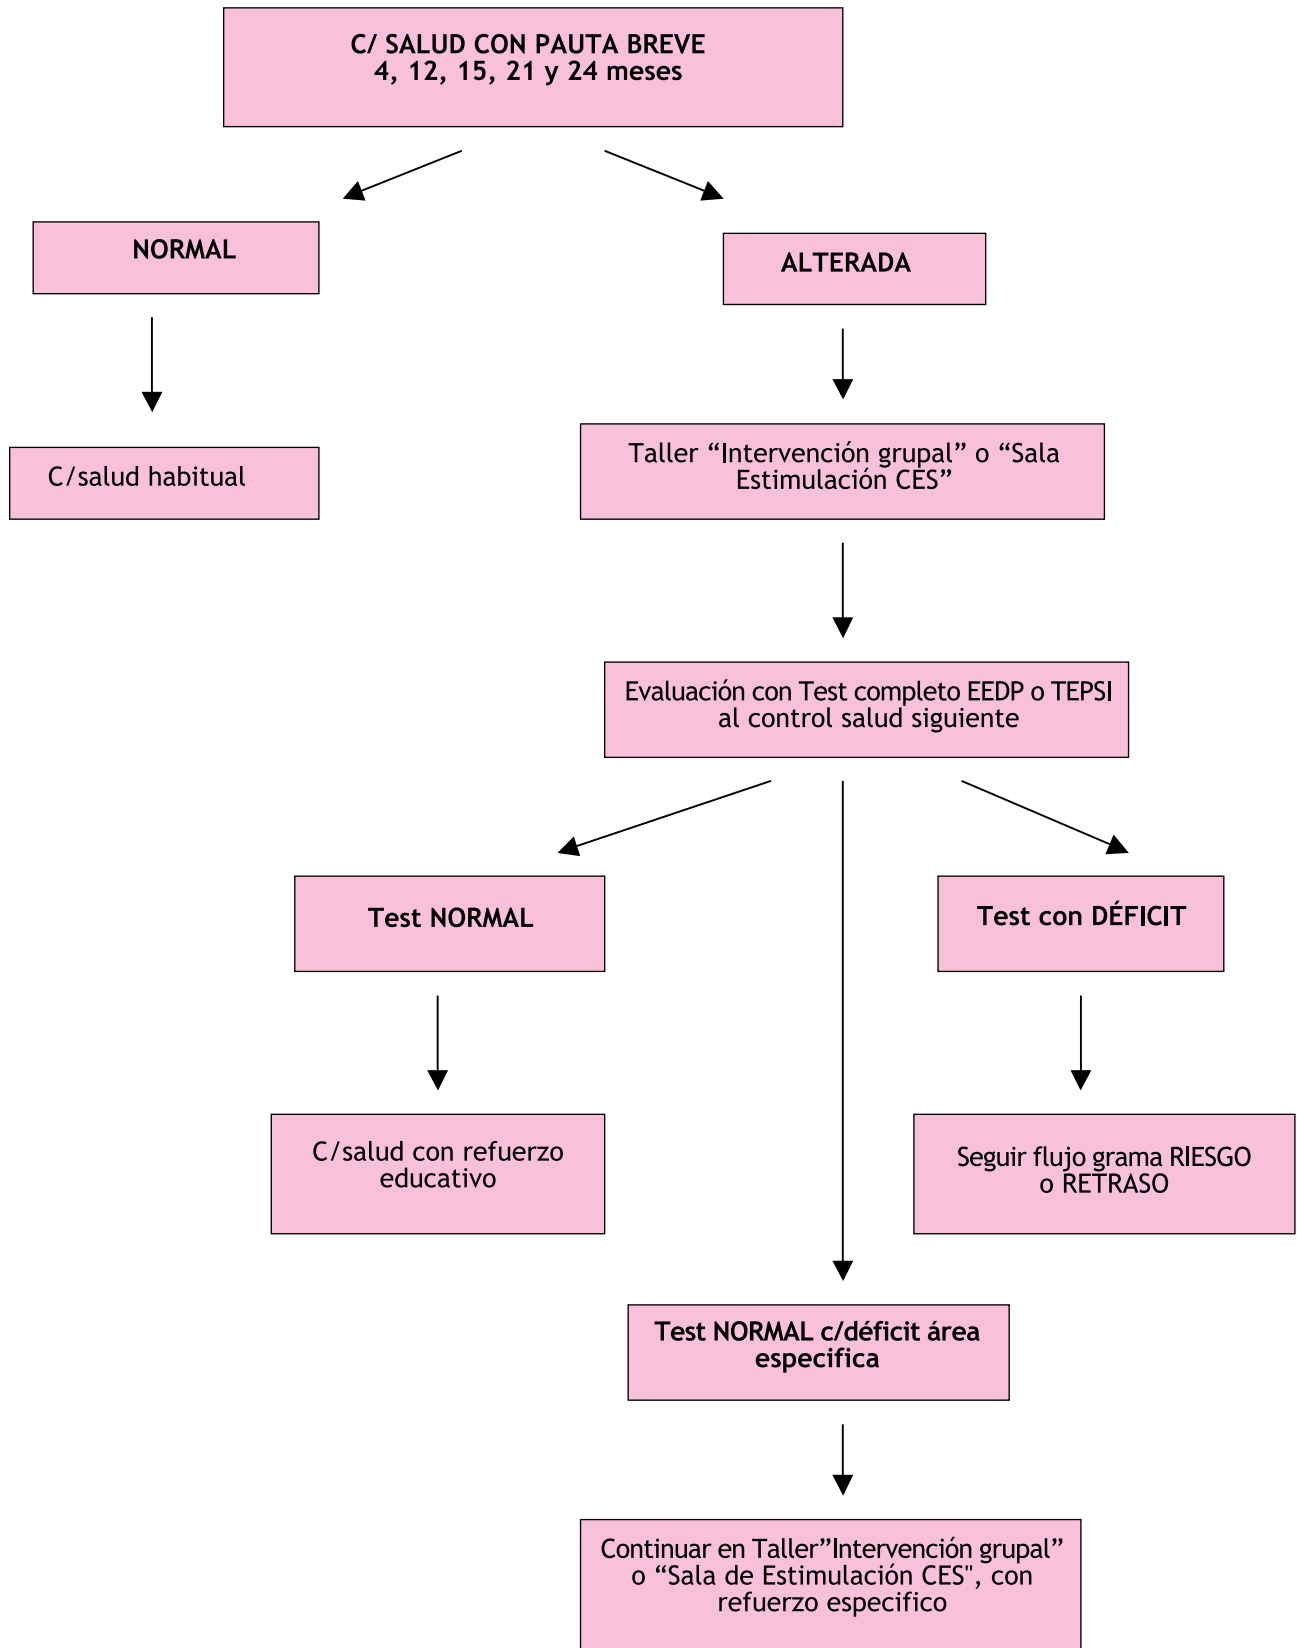 C/ SALUD CON PAUTA BREVE
4, 12, 15, 21 y 24 meses
NORMAL
ALTERADA
C/salud habitual
Taller “Intervención grupal” o “Sala
Estimulación CES”
Evaluación con Test completo EEDP o TEPSI
al control salud siguiente
Test NORMAL
Test con DÉFICIT
C/salud con refuerzo
educativo
Seguir flujo grama RIESGO
o RETRASO
Test NORMAL c/déficit área
especifica
Continuar en Taller”Intervención grupal”
o “Sala de Estimulación CES", con
refuerzo especifico